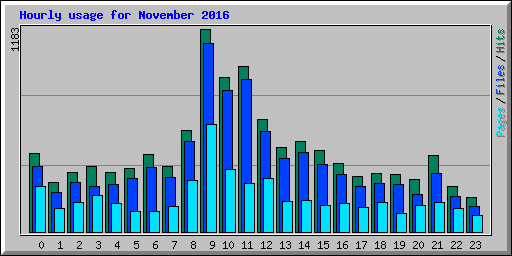 Hourly usage for November 2016
1183
Pages/Files/Hits
0 1 2 3 4 5 6 7 8 9 10 11 12 13 14 15 16 17 18 19 20 21 22 23